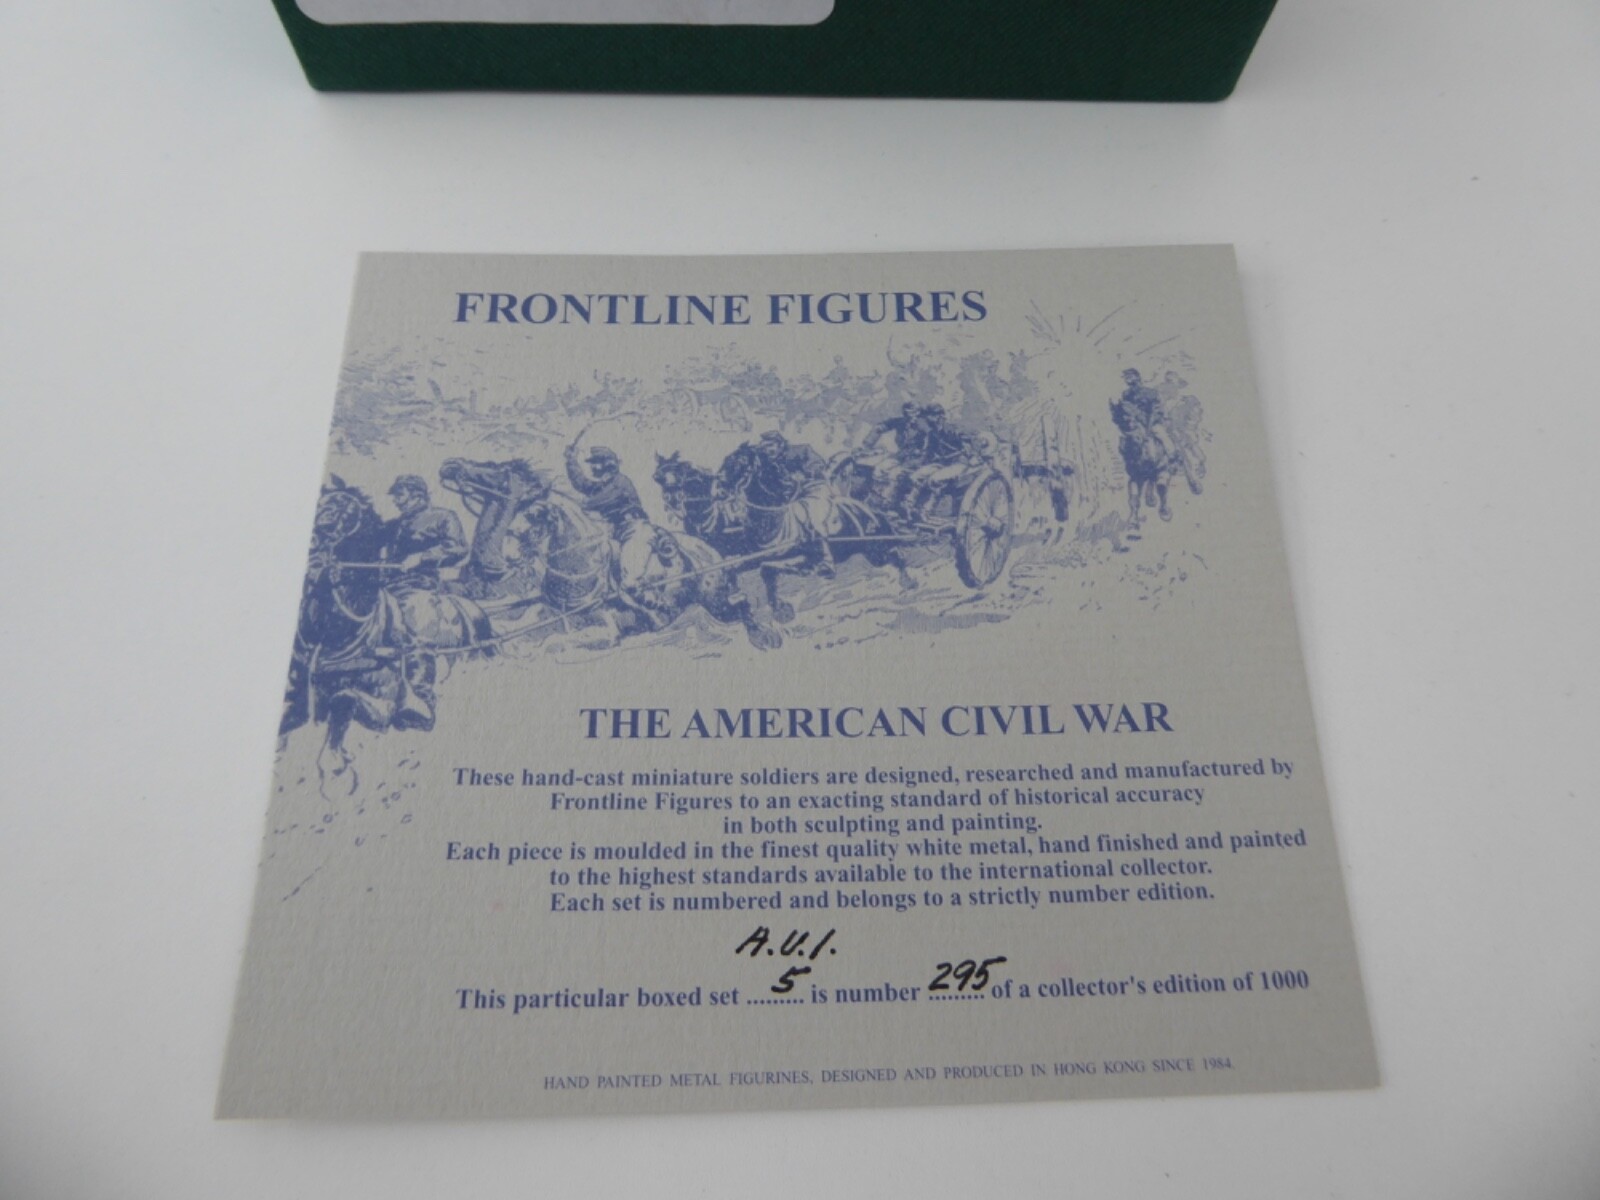 FRONTLINE FIGURES
THE AMERICAN CIVIL WAR
These hand-cast miniature soldiers are designed, researched and manufactured by
Frontline Figures to an exacting standard of historical accuracy
in both sculpting and painting.
Each piece is moulded in the finest quality white metal, hand finished and painted
to the highest standards available to the international collector.
Each set is numbered and belongs to a strictly number edition.
A.U.1.
This particular boxed set ...5... is number ...295... of a collector's edition of 1000
HAND PAINTED METAL FIGURINES, DESIGNED AND PRODUCED IN HONG KONG SINCE 1984.